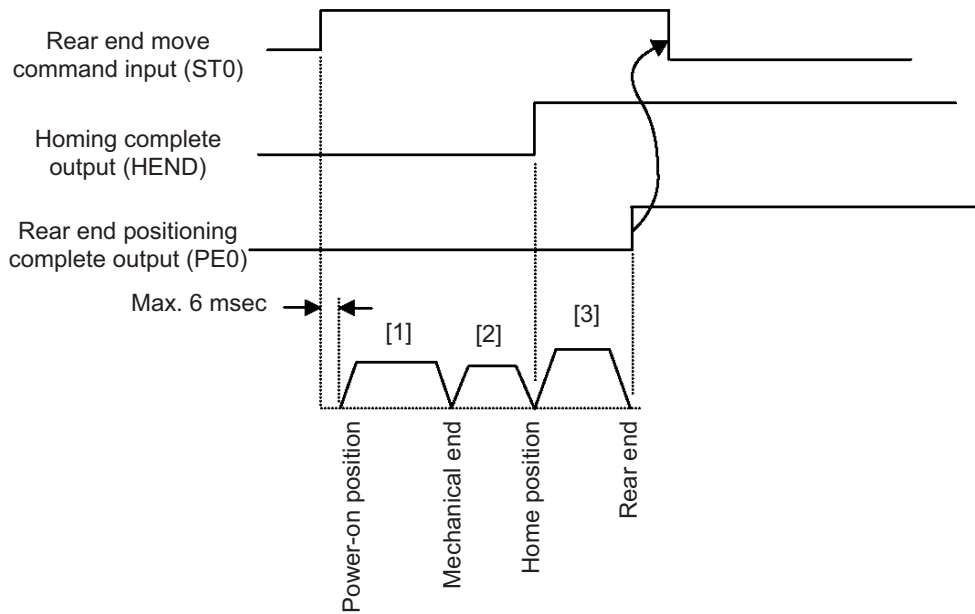 Rear end move
command input (ST0)
Homing complete
output (HEND)
Rear end positioning
complete output (PE0)
Max. 6 msec
[1]
[2]
[3]
Power-on position
Mechanical end
Home position
Rear end